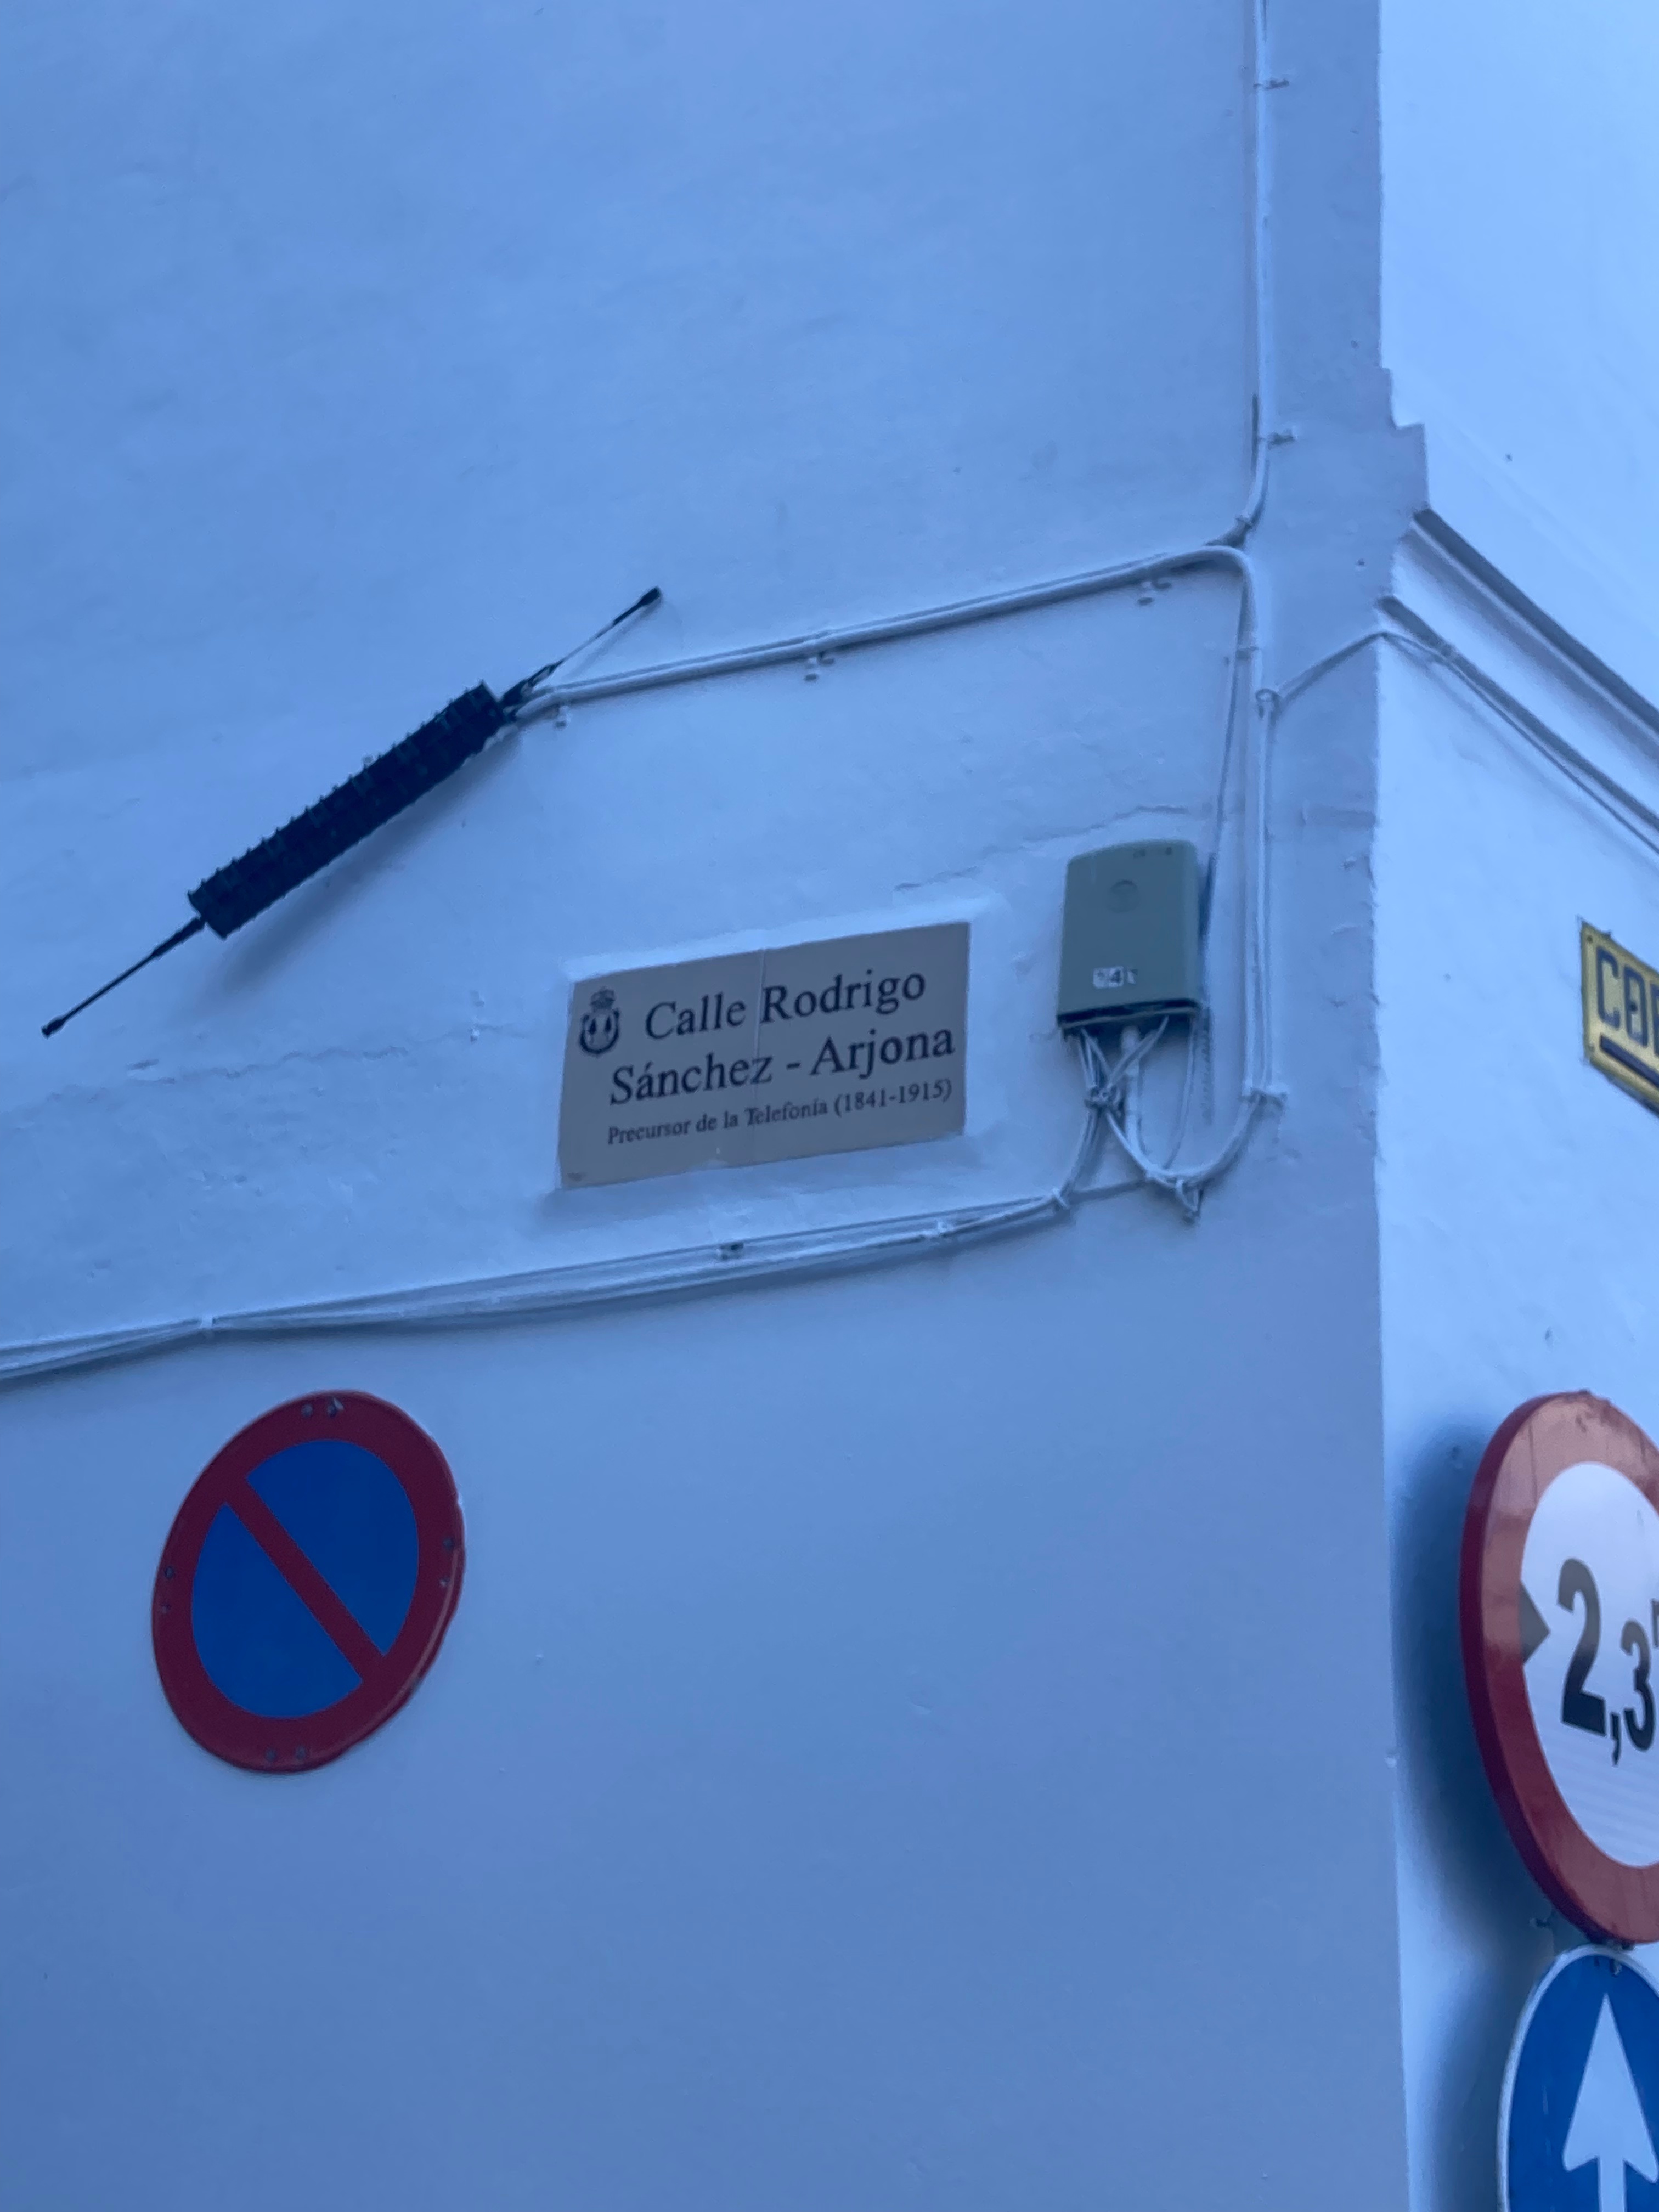 Calle Rodrigo
Sánchez - Arjona
Precursor de la Telefonía (1841-1915)
2,3